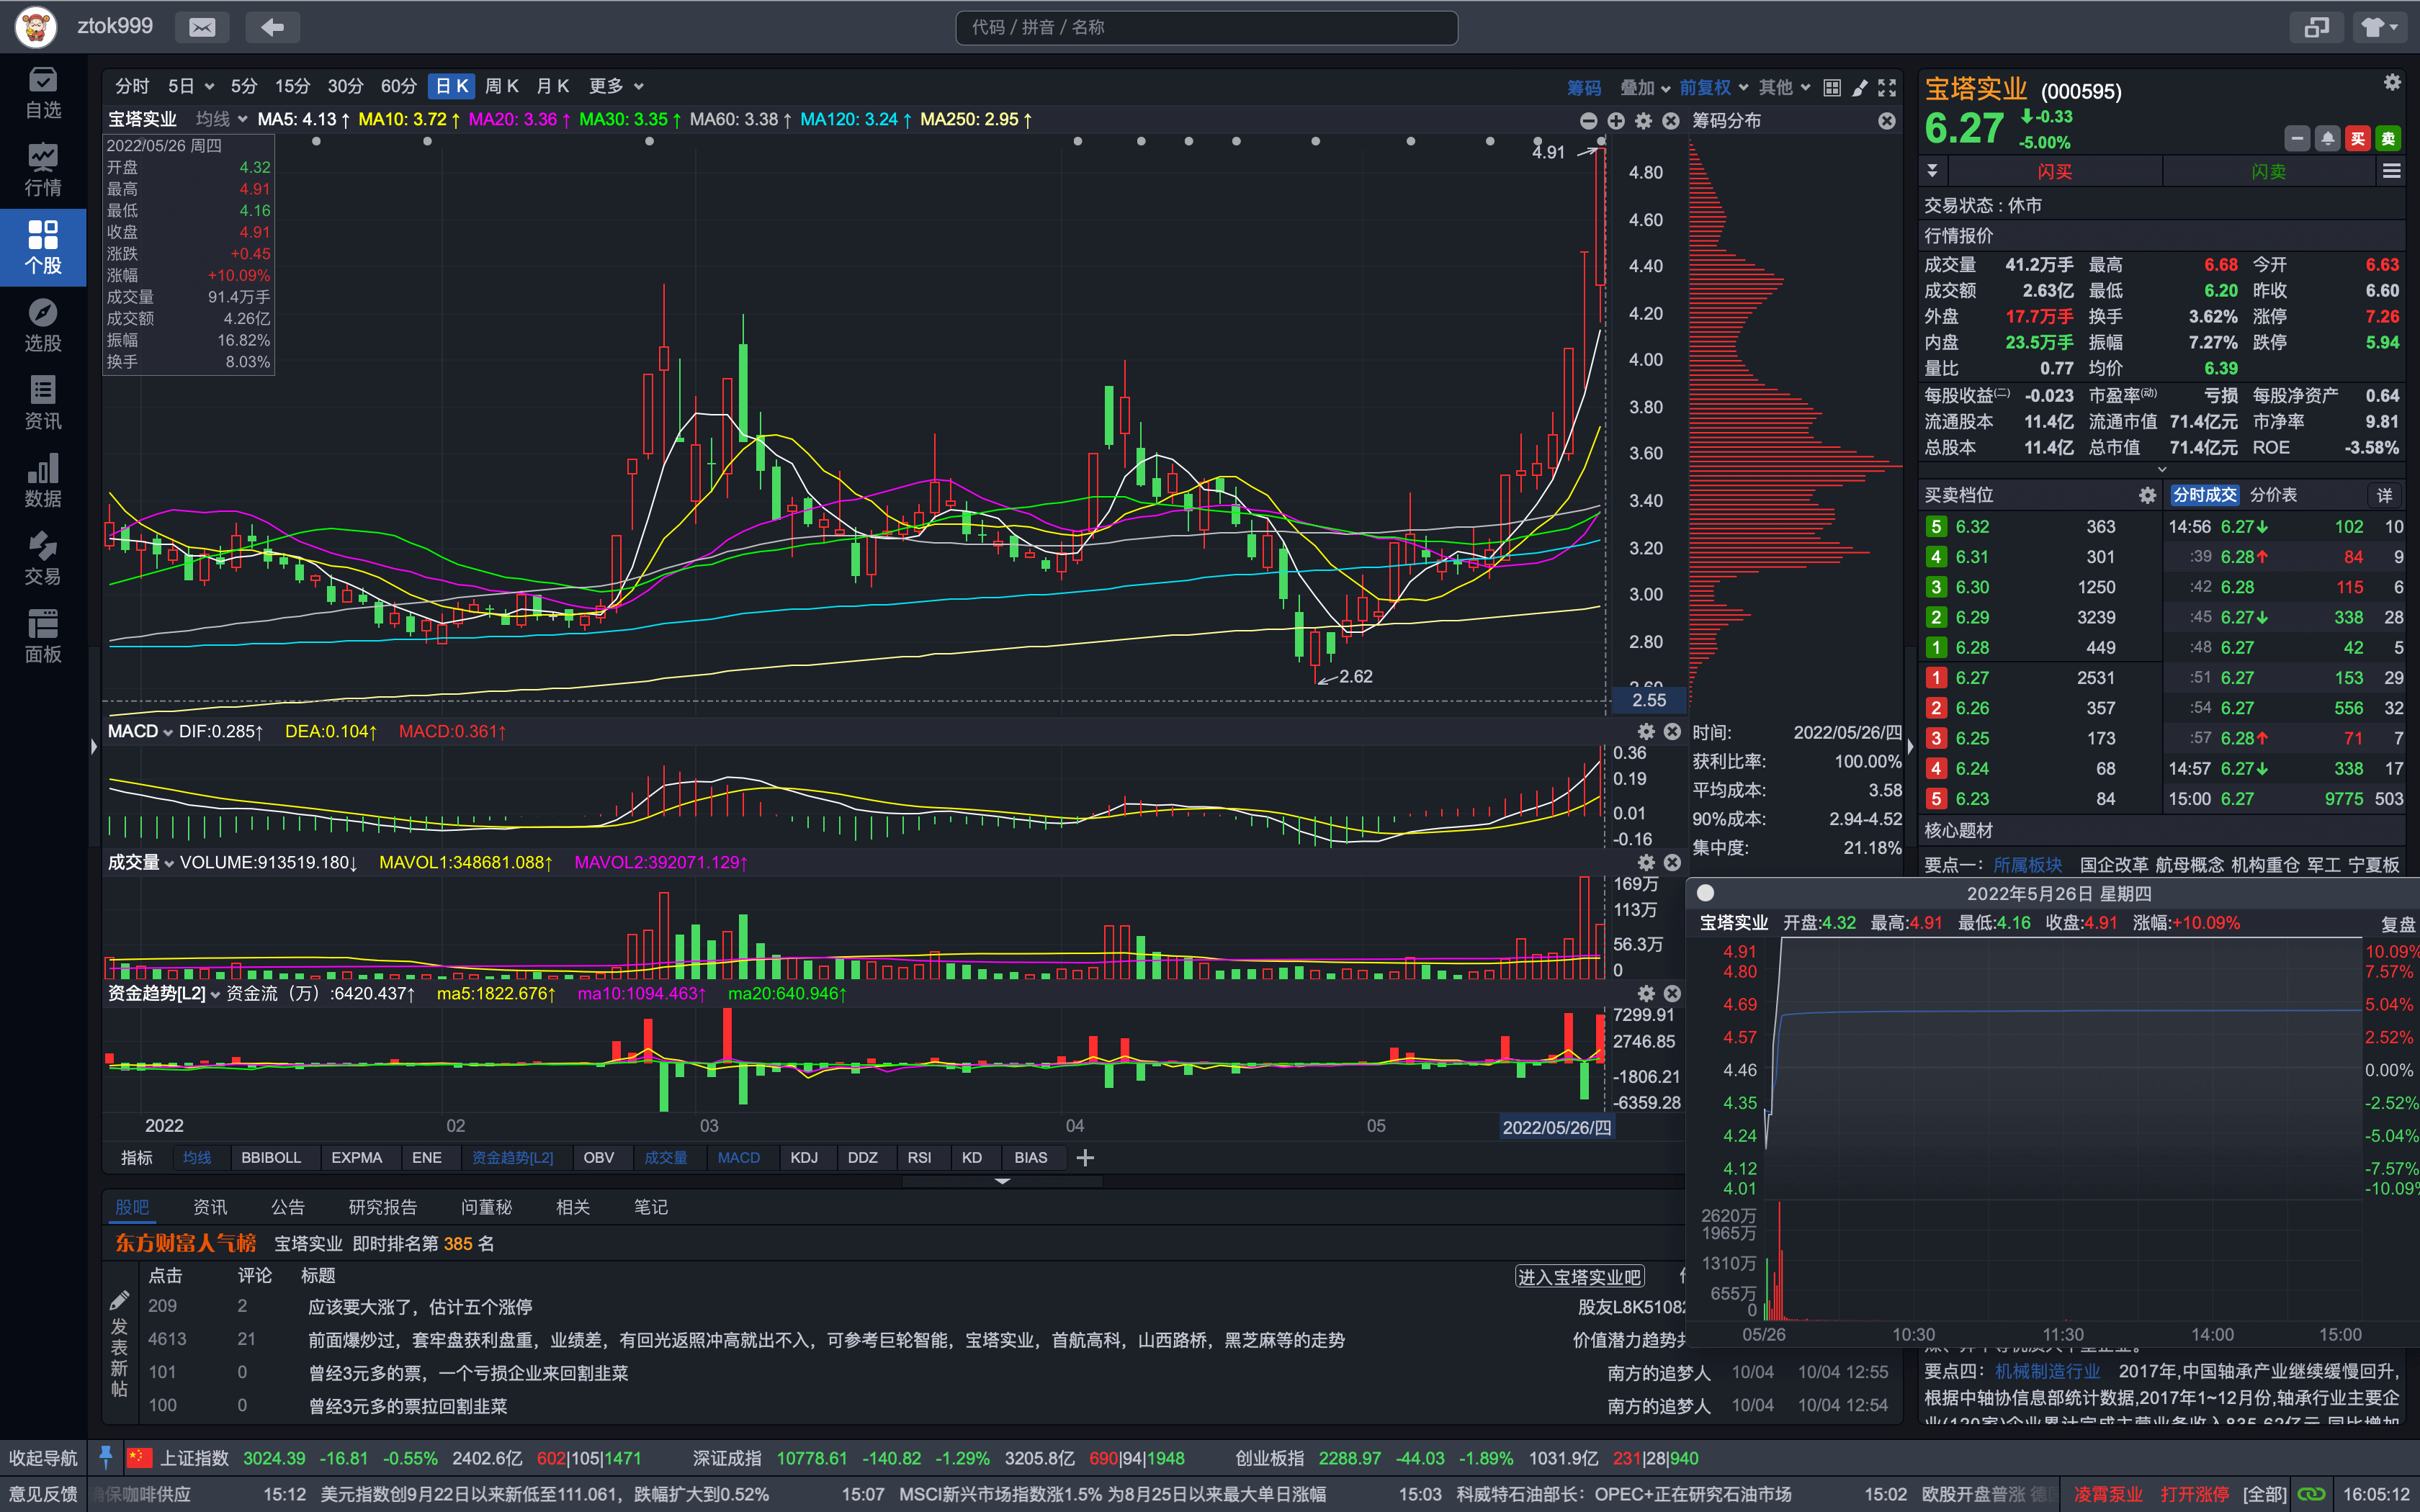 ztok999
代码 / 拼音 / 名称
自选
行情
个股
选股
资讯
数据
交易
面板
分时 5日 5分 15分 30分 60分 日K 周K 月K 更多
筹码 叠加 前复权 其他
宝塔实业 均线 MA5: 4.13↑ MA10: 3.72↑ MA20: 3.36↑ MA30: 3.35↑ MA60: 3.38↑ MA120: 3.24↑ MA250: 2.95↑
筹码分布
2022/05/26 周四
开盘 4.32
最高 4.91
最低 4.16
收盘 4.91
涨跌 +0.45
涨幅 +10.09%
成交量 91.4万手
成交额 4.26亿
振幅 16.82%
换手 8.03%
4.91
2.62
4.80
4.60
4.40
4.20
4.00
3.80
3.60
3.40
3.20
3.00
2.80
2.60
2.55
MACD DIF:0.285↑ DEA:0.104↑ MACD:0.361↑
0.36
0.19
0.01
-0.16
成交量 VOLUME:913519.180↓ MAVOL1:348681.088↑ MAVOL2:392071.129↑
169万
113万
56.3万
0
资金趋势[L2] 资金流（万）:6420.437↑ ma5:1822.676↑ ma10:1094.463↑ ma20:640.946↑
7299.91
2746.85
-1806.21
-6359.28
2022 02 03 04 05 2022/05/26/四
指标 均线 BBIBOLL EXPMA ENE 资金趋势[L2] OBV 成交量 MACD KDJ DDZ RSI KD BIAS
时间: 2022/05/26/四
获利比率: 100.00%
平均成本: 3.58
90%成本: 2.94-4.52
集中度: 21.18%
股吧 资讯 公告 研究报告 问董秘 相关 笔记
东方财富人气榜 宝塔实业 即时排名第 385 名
点击 评论 标题 进入宝塔实业吧
发表新帖
209 2 应该要大涨了，估计五个涨停 股友L8K5108
4613 21 前面爆炒过，套牢盘获利盘重，业绩差，有回光返照冲高就出不入，可参考巨轮智能，宝塔实业，首航高科，山西路桥，黑芝麻等的走势 价值潜力趋势
101 0 曾经3元多的票，一个亏损企业来回割韭菜 南方的追梦人 10/04 10/04 12:55
100 0 曾经3元多的票拉回割韭菜 南方的追梦人 10/04 10/04 12:54
宝塔实业 (000595)
6.27 -0.33
-5.00%
买 卖
闪买 闪卖
交易状态 : 休市
行情报价
成交量 41.2万手 最高 6.68 今开 6.63
成交额 2.63亿 最低 6.20 昨收 6.60
外盘 17.7万手 换手 3.62% 涨停 7.26
内盘 23.5万手 振幅 7.27% 跌停 5.94
量比 0.77 均价 6.39
每股收益(二) -0.023 市盈率(动) 亏损 每股净资产 0.64
流通股本 11.4亿 流通市值 71.4亿元 市净率 9.81
总股本 11.4亿 总市值 71.4亿元 ROE -3.58%
买卖档位 分时成交 分价表 详
5 6.32 363 14:56 6.27↓ 102 10
4 6.31 301 :39 6.28↑ 84 9
3 6.30 1250 :42 6.28 115 6
2 6.29 3239 :45 6.27↓ 338 28
1 6.28 449 :48 6.27 42 5
1 6.27 2531 :51 6.27 153 29
2 6.26 357 :54 6.27 556 32
3 6.25 173 :57 6.28↑ 71 7
4 6.24 68 14:57 6.27↓ 338 17
5 6.23 84 15:00 6.27 9775 503
核心题材
要点一: 所属板块 国企改革 航母概念 机构重仓 军工 宁夏板
2022年5月26日 星期四
宝塔实业 开盘:4.32 最高:4.91 最低:4.16 收盘:4.91 涨幅:+10.09% 复盘
4.91 10.09%
4.80 7.57%
4.69 5.04%
4.57 2.52%
4.46 0.00%
4.35 -2.52%
4.24 -5.04%
4.12 -7.57%
4.01 -10.09%
2620万
1965万
1310万
655万
0
05/26 10:30 11:30 14:00 15:00
要点四: 机械制造行业 2017年,中国轴承产业继续缓慢回升,
根据中轴协信息部统计数据,2017年1~12月份,轴承行业主要企
业(120家)企业累计完成主营业务收入835.62亿元,同比增加
收起导航 上证指数 3024.39 -16.81 -0.55% 2402.6亿 602|105|1471 深证成指 10778.61 -140.82 -1.29% 3205.8亿 690|94|1948 创业板指 2288.97 -44.03 -1.89% 1031.9亿 231|28|940
意见反馈 确保咖啡供应 15:12 美元指数创9月22日以来新低至111.061，跌幅扩大到0.52% 15:07 MSCI新兴市场指数涨1.5% 为8月25日以来最大单日涨幅 15:03 科威特石油部长：OPEC+正在研究石油市场 15:02 欧股开盘普涨 德 凌霄泵业 打开涨停 [全部] 16:05:12